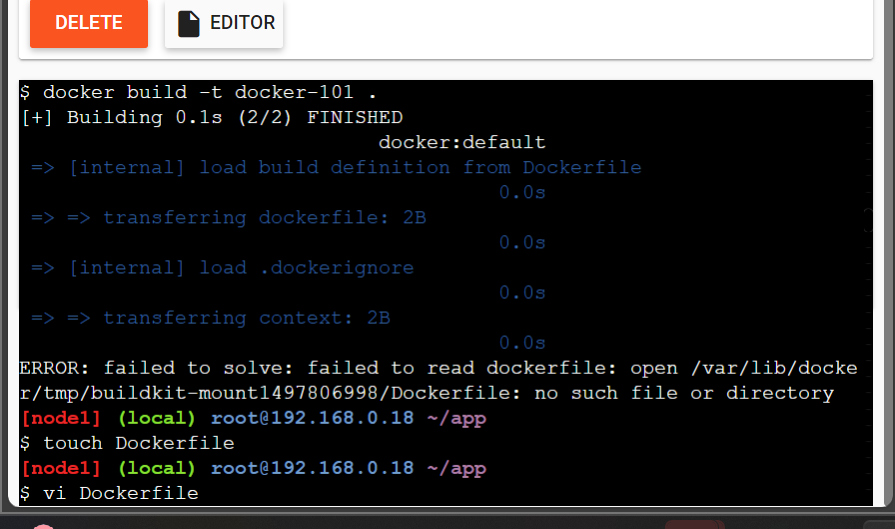 DELETE
EDITOR
$ docker build -t docker-101 .
[+] Building 0.1s (2/2) FINISHED
docker:default
=> [internal] load build definition from Dockerfile
0.0s
=> => transferring dockerfile: 2B
0.0s
=> [internal] load .dockerignore
0.0s
=> => transferring context: 2B
0.0s
ERROR: failed to solve: failed to read dockerfile: open /var/lib/docke
r/tmp/buildkit-mount1497806998/Dockerfile: no such file or directory
[node1] (local) root@192.168.0.18 ~/app
$ touch Dockerfile
[node1] (local) root@192.168.0.18 ~/app
$ vi Dockerfile